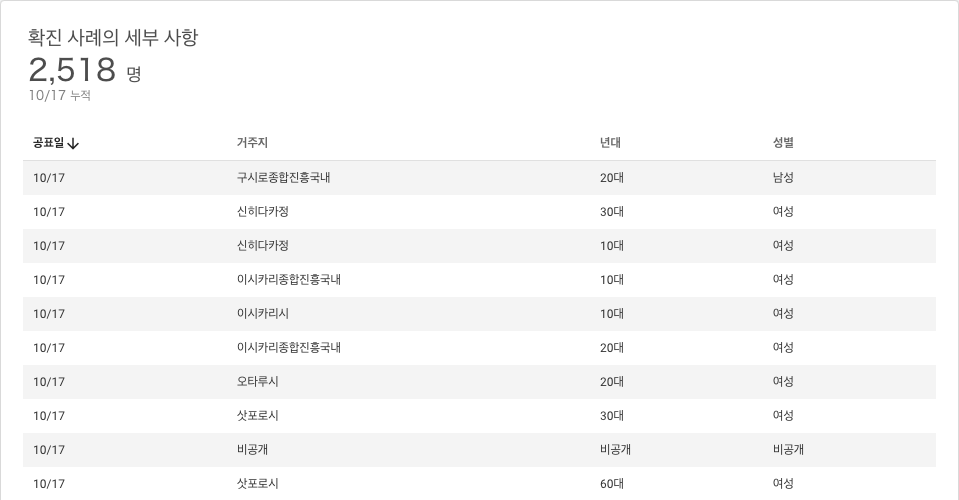 확진 사례의 세부 사항
2,518 명
10/17 누적
공표일 거주지 년대 성별
10/17 구시로종합진흥국내 20대 남성
10/17 신히다카정 30대 여성
10/17 신히다카정 10대 여성
10/17 이시카리종합진흥국내 10대 여성
10/17 이시카리시 10대 여성
10/17 이시카리종합진흥국내 20대 여성
10/17 오타루시 20대 여성
10/17 삿포로시 30대 여성
10/17 비공개 비공개 비공개
10/17 삿포로시 60대 여성